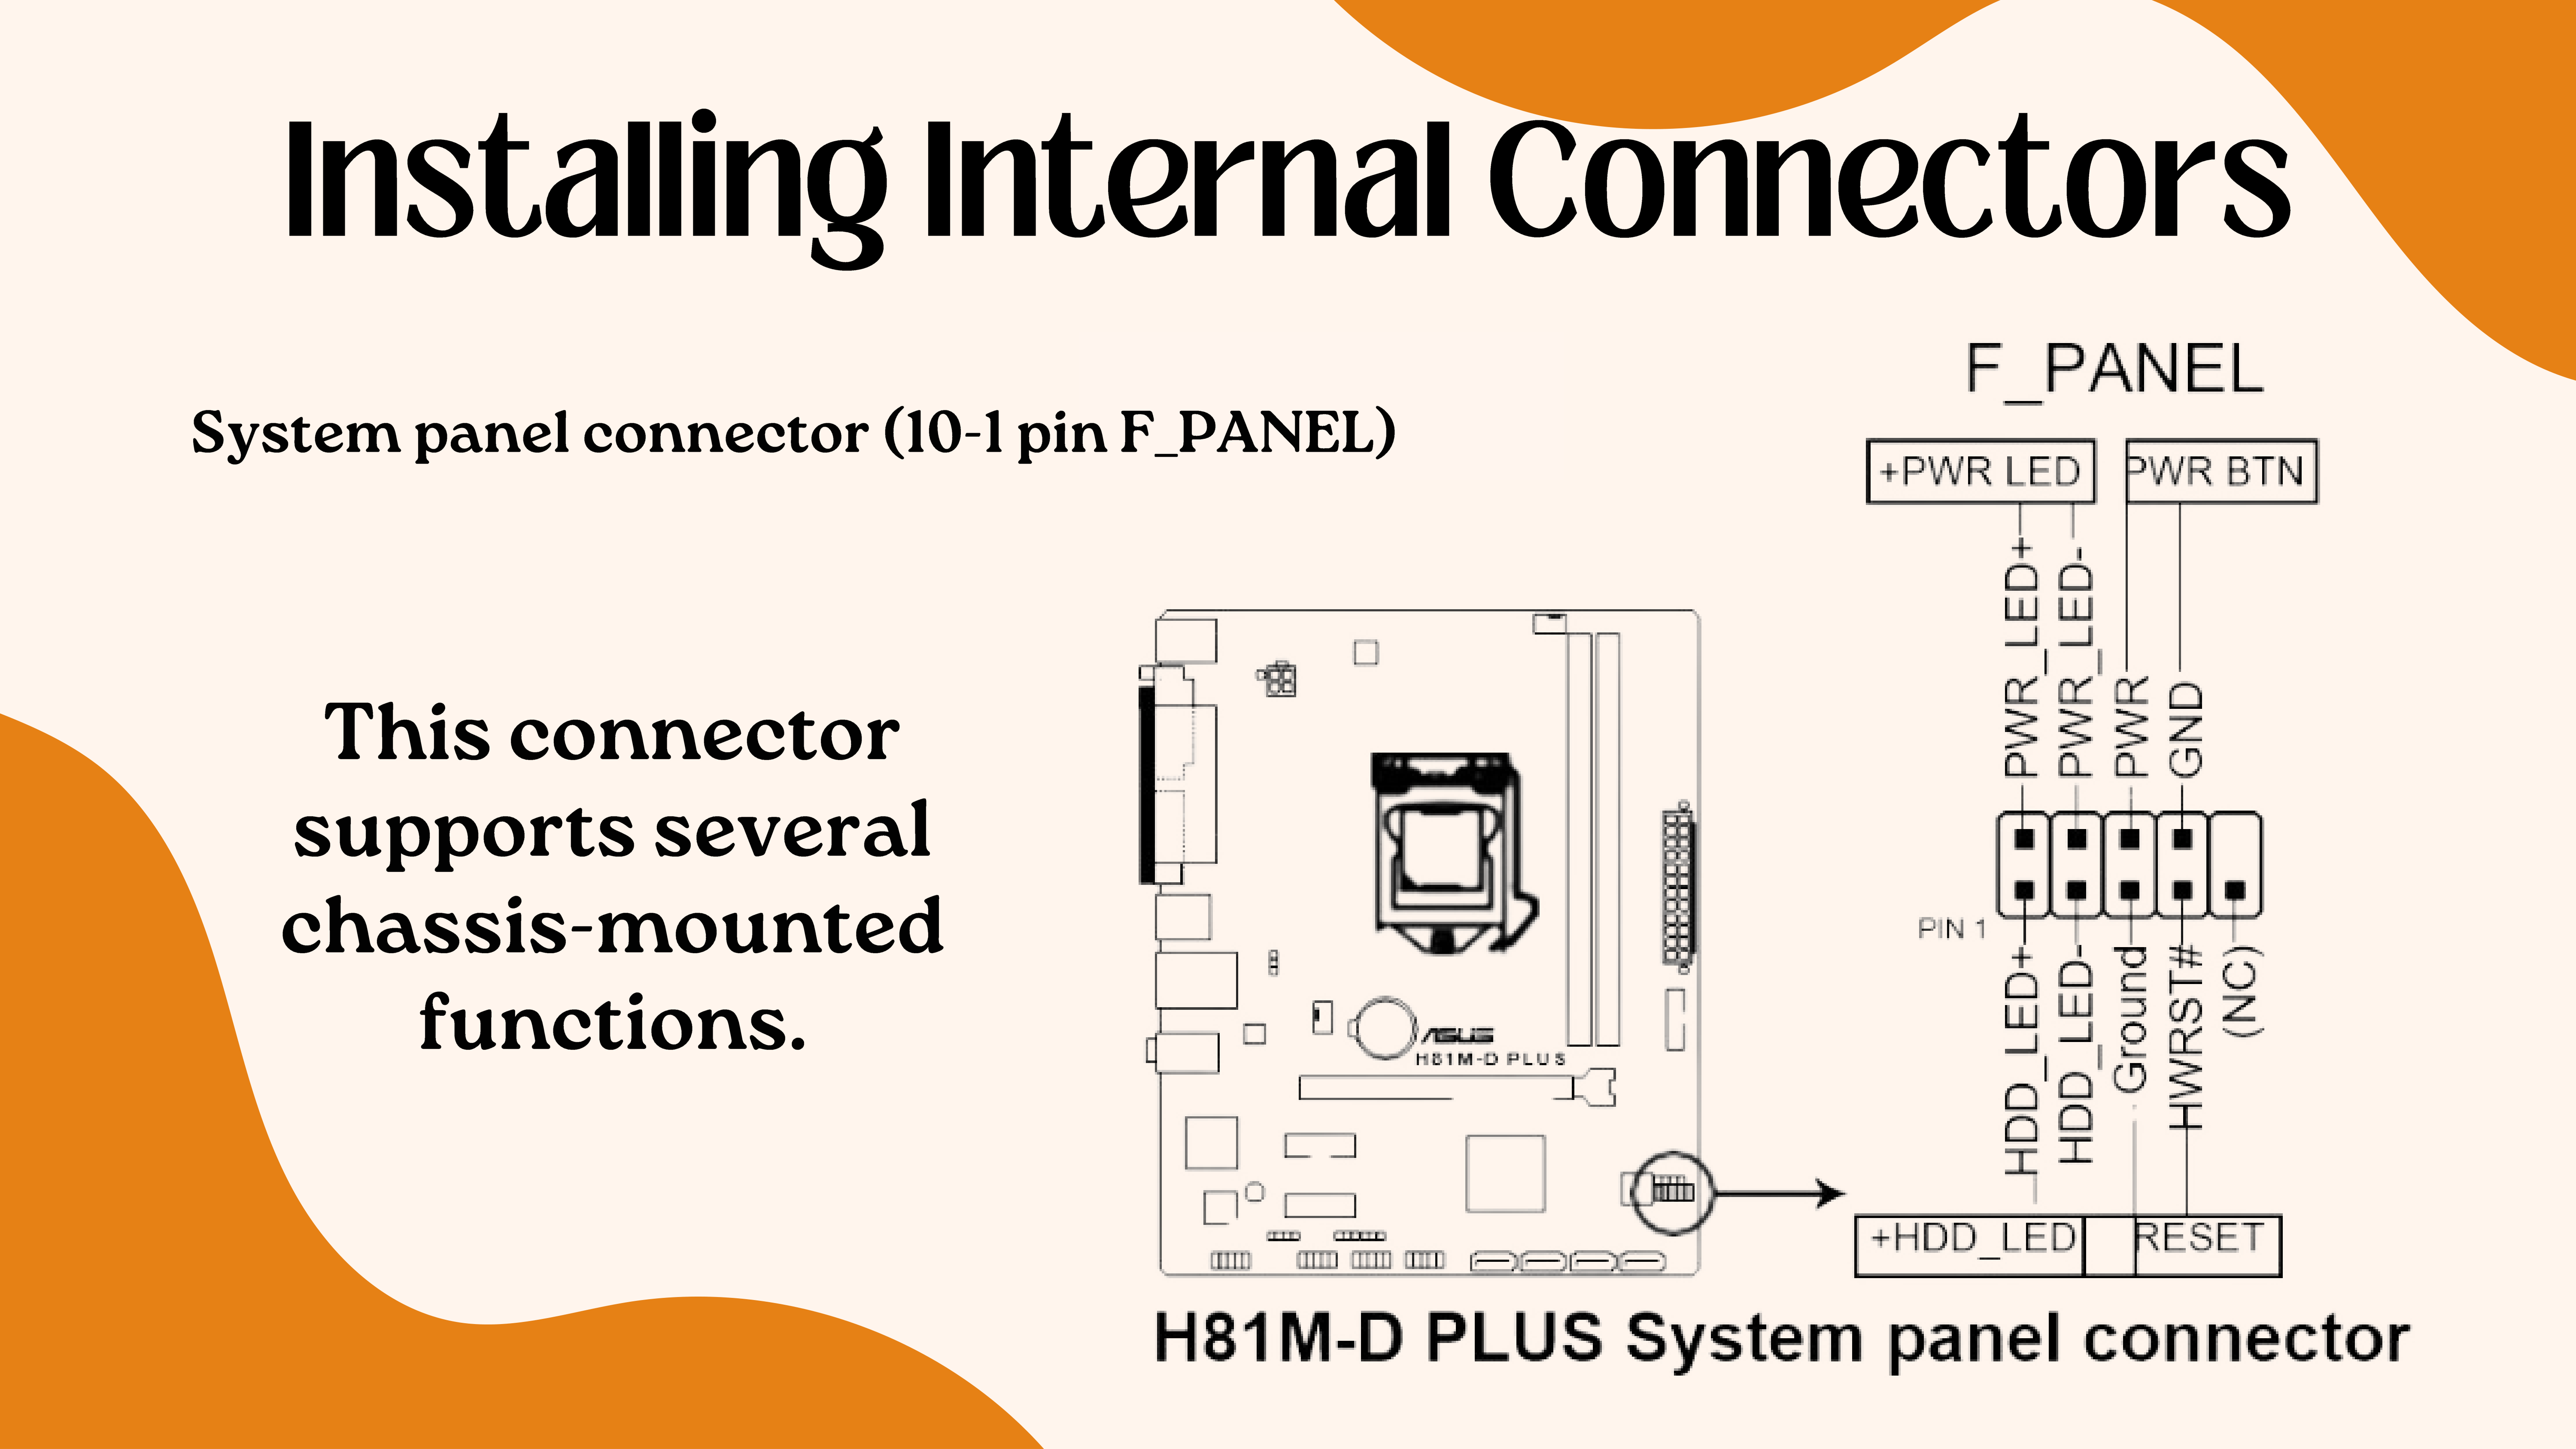 Installing Internal Connectors
System panel connector (10-1 pin F_PANEL)
This connector
supports several
chassis-mounted
functions.
F_PANEL
+PWR LED
PWR BTN
PWR_LED+
PWR_LED-
PWR
GND
PIN 1
HDD_LED+
HDD_LED-
Ground
HWRST#
(NC)
+HDD_LED
RESET
ASUS
H81M-D PLUS
H81M-D PLUS System panel connector